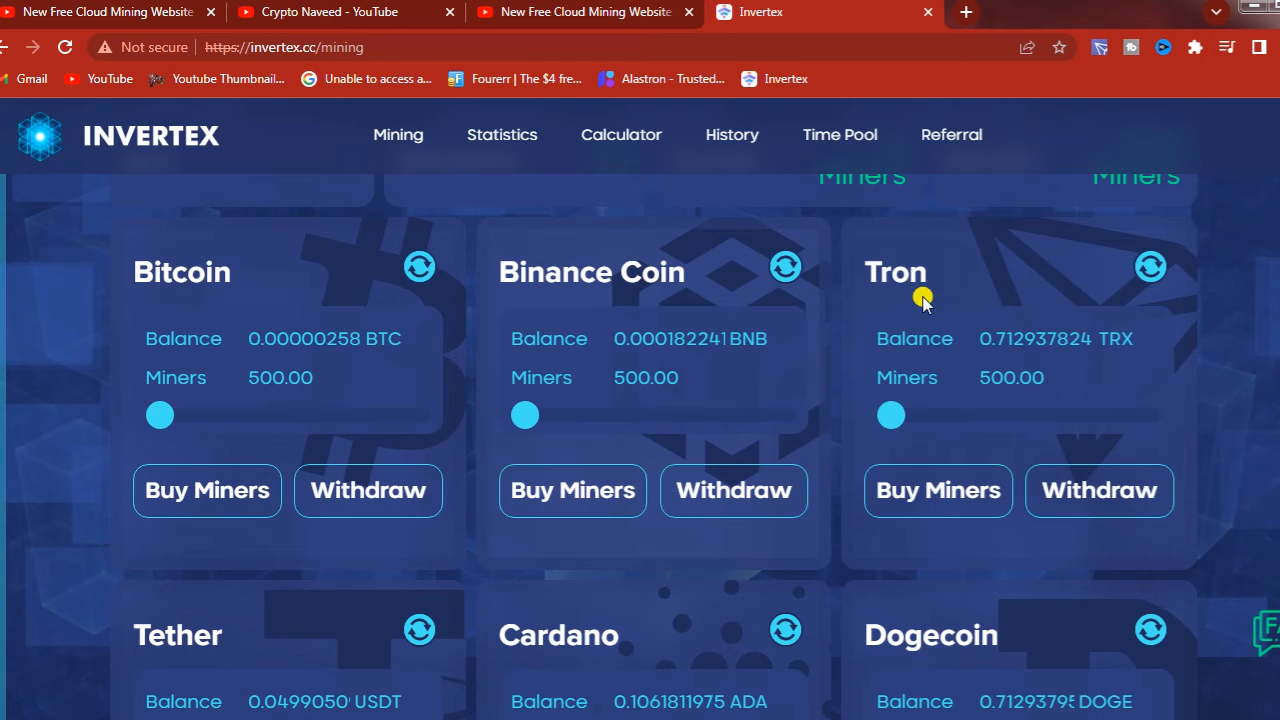 New Free Cloud Mining Website
Crypto Naveed - YouTube
New Free Cloud Mining Website
Invertex
Not secure
https://invertex.cc/mining
Gmail
YouTube
Youtube Thumbnail...
Unable to access a...
Fourerr | The $4 fre...
Alastron - Trusted...
Invertex
INVERTEX
Mining
Statistics
Calculator
History
Time Pool
Referral
Miners
Miners
Bitcoin
Balance 0.00000258 BTC
Miners 500.00
Buy Miners
Withdraw
Binance Coin
Balance 0.000182241 BNB
Miners 500.00
Buy Miners
Withdraw
Tron
Balance 0.712937824 TRX
Miners 500.00
Buy Miners
Withdraw
Tether
Balance 0.0499050 USDT
Cardano
Balance 0.1061811975 ADA
Dogecoin
Balance 0.7129379 DOGE